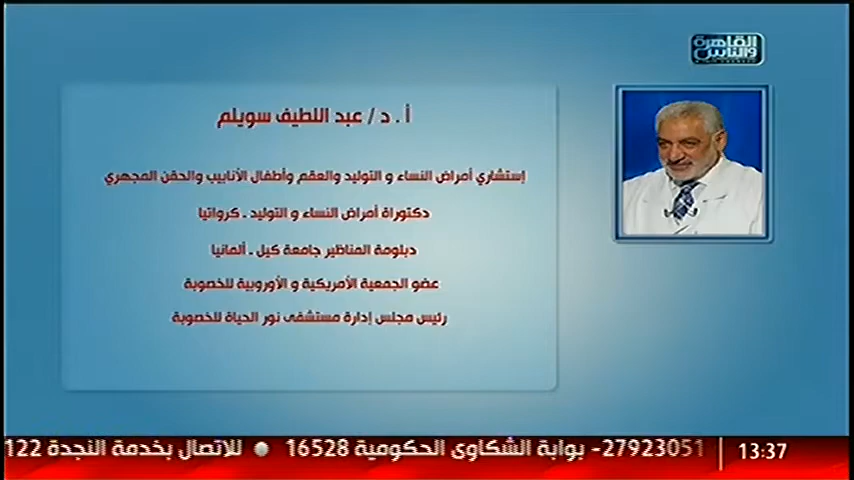 القاهرة
والناس
أ . د / عبد اللطيف سويلم
إستشاري أمراض النساء و التوليد والعقم وأطفال الأنابيب والحقن المجهري
دكتوراة أمراض النساء و التوليد . كرواتيا
دبلومة المناظير جامعة كيل . ألمانيا
عضو الجمعية الأمريكية و الأوروبية للخصوبة
رئيس مجلس إدارة مستشفى نور الحياة للخصوبة
13:37
27923051- بوابة الشكاوى الحكومية 16528 للاتصال بخدمة النجدة 122